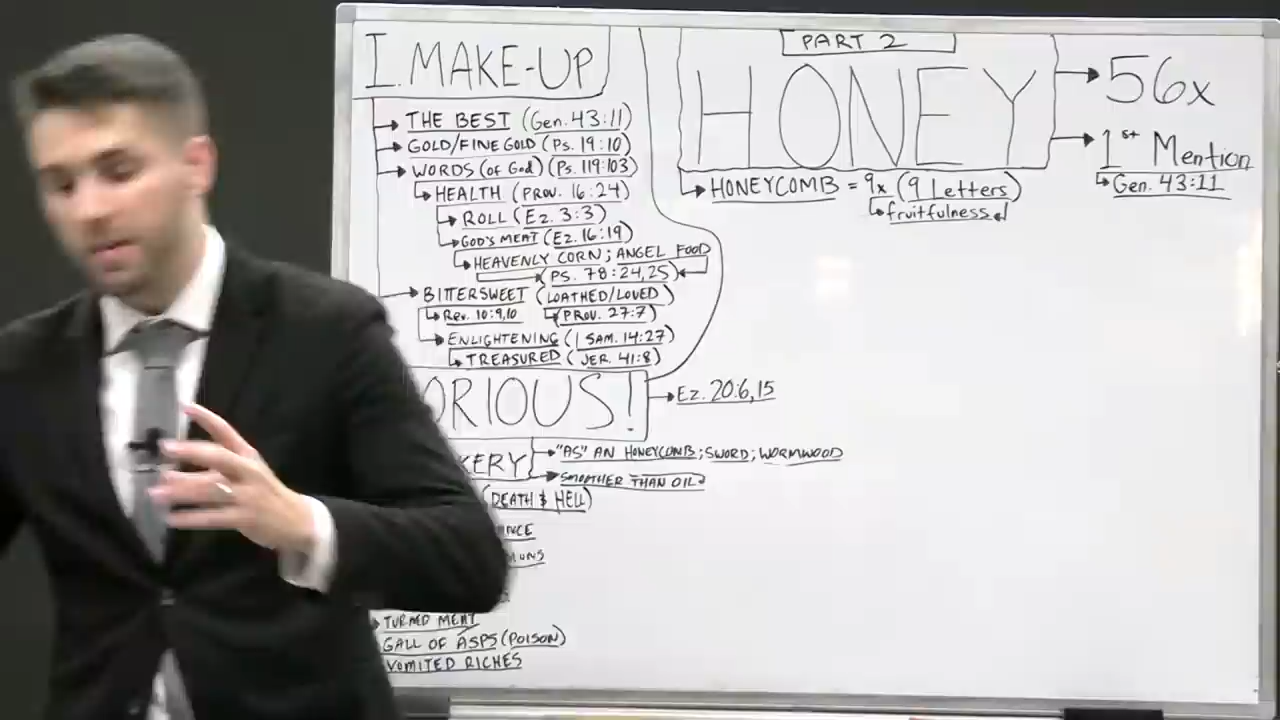 I. MAKE-UP
THE BEST (Gen. 43:11)
GOLD/FINE GOLD (Ps. 19:10)
WORDS (of God) (Ps. 119:103)
HEALTH (PROV. 16:24)
ROLL (Ez. 3:3)
GOD'S MEAT (Ez. 16:19)
HEAVENLY CORN; ANGEL FOOD
(PS. 78:24,25)
BITTERSWEET (LOATHED/LOVED)
Rev. 10:9,10 (PROV. 27:7)
ENLIGHTENING (1 SAM. 14:27)
TREASURED (JER. 41:8)
ORIOUS!
Ez. 20:6,15
KERY
"AS" AN HONEYCOMB; SWORD; WORMWOOD
SMOOTHER THAN OIL
(DEATH & HELL)
TURNED MEAT
GALL OF ASPS (POISON)
VOMITED RICHES
PART 2
HONEY
56x
1st Mention
Gen. 43:11
HONEYCOMB = 9x (9 Letters)
fruitfulness